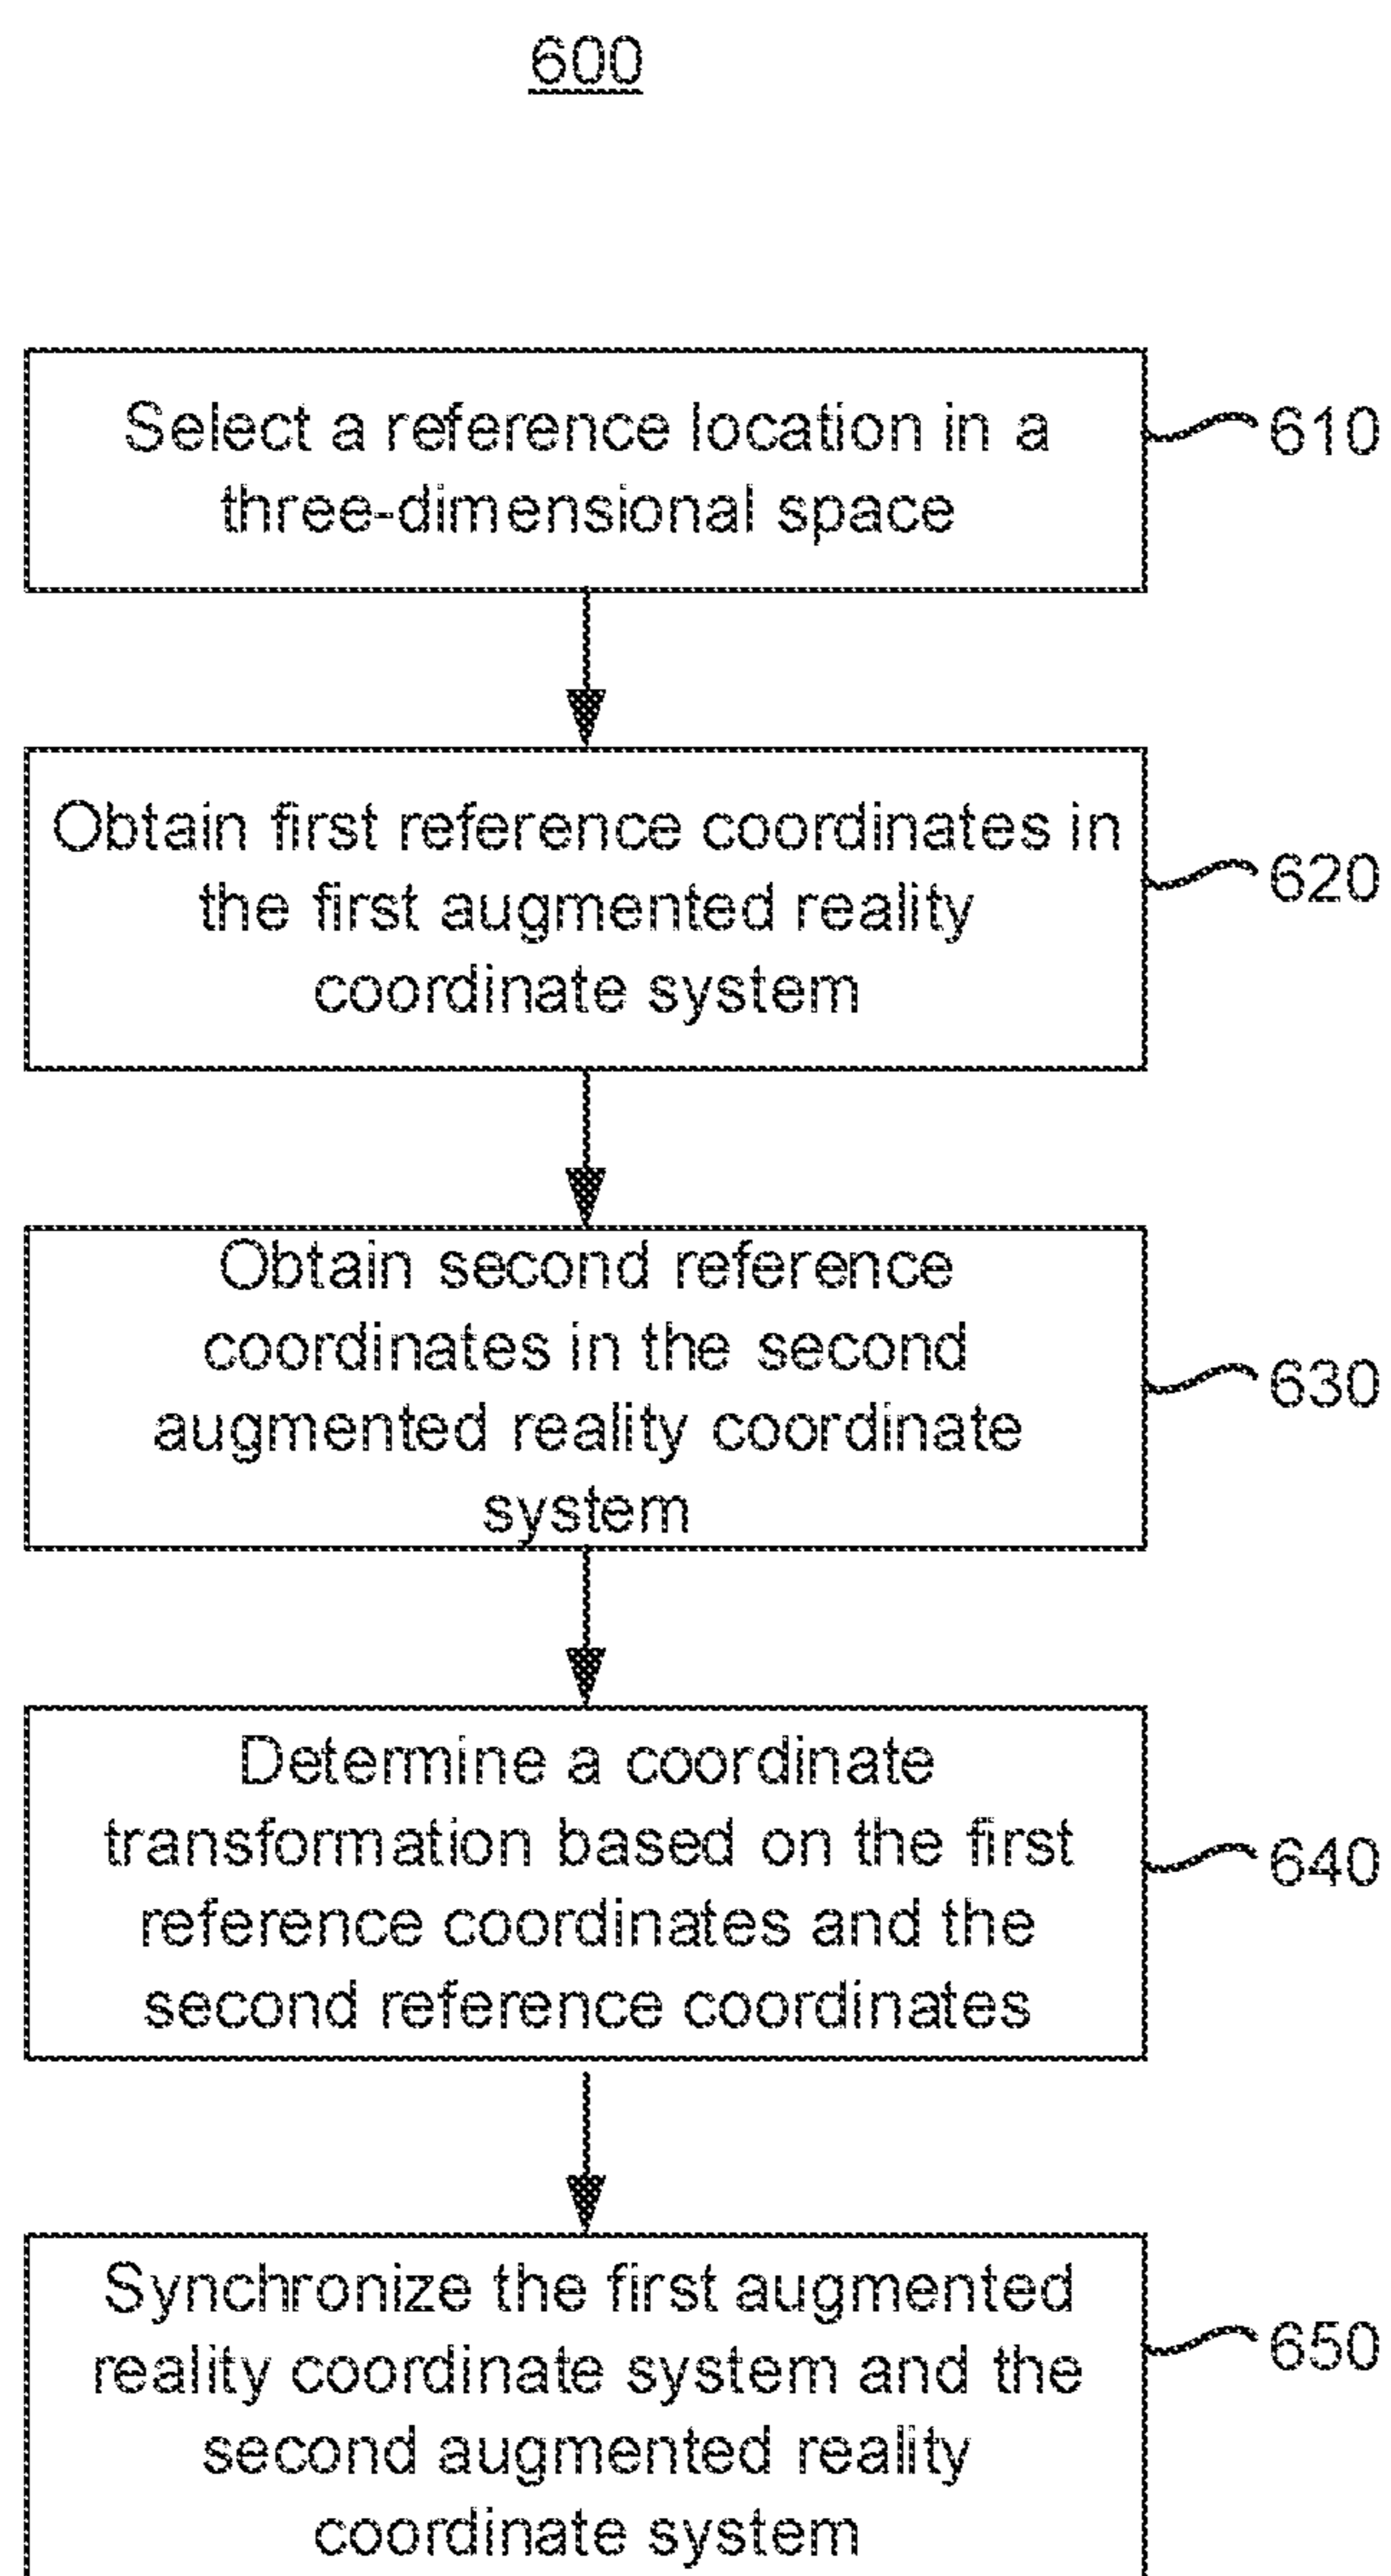 600
Select a reference location in a
three-dimensional space
610
Obtain first reference coordinates in
the first augmented reality
coordinate system
620
Obtain second reference
coordinates in the second
augmented reality coordinate
system
630
Determine a coordinate
transformation based on the first
reference coordinates and the
second reference coordinates
640
Synchronize the first augmented
reality coordinate system and the
second augmented reality
coordinate system
650